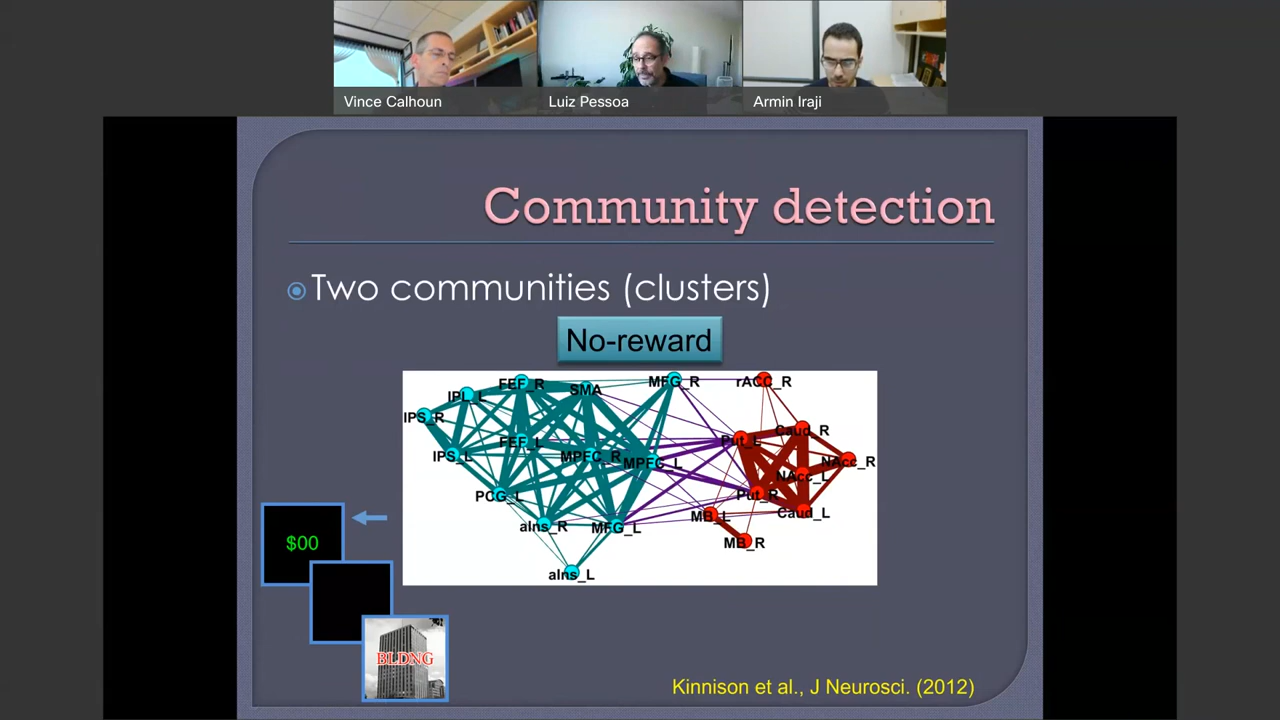 Vince Calhoun
Luiz Pessoa
Armin Iraji
Community detection
Two communities (clusters)
No-reward
FEF_R
SMA
MFG_R
rACC_R
IPL_L
IPS_R
FEF_L
Put_L
Caud_R
IPS_L
MPFC_R
MPFC_L
NAcc_R
NAcc_L
PCG_L
Put_R
Caud_L
aIns_R
MFG_L
MB_L
MB_R
aIns_L
$00
BLDNG
Kinnison et al., J Neurosci. (2012)